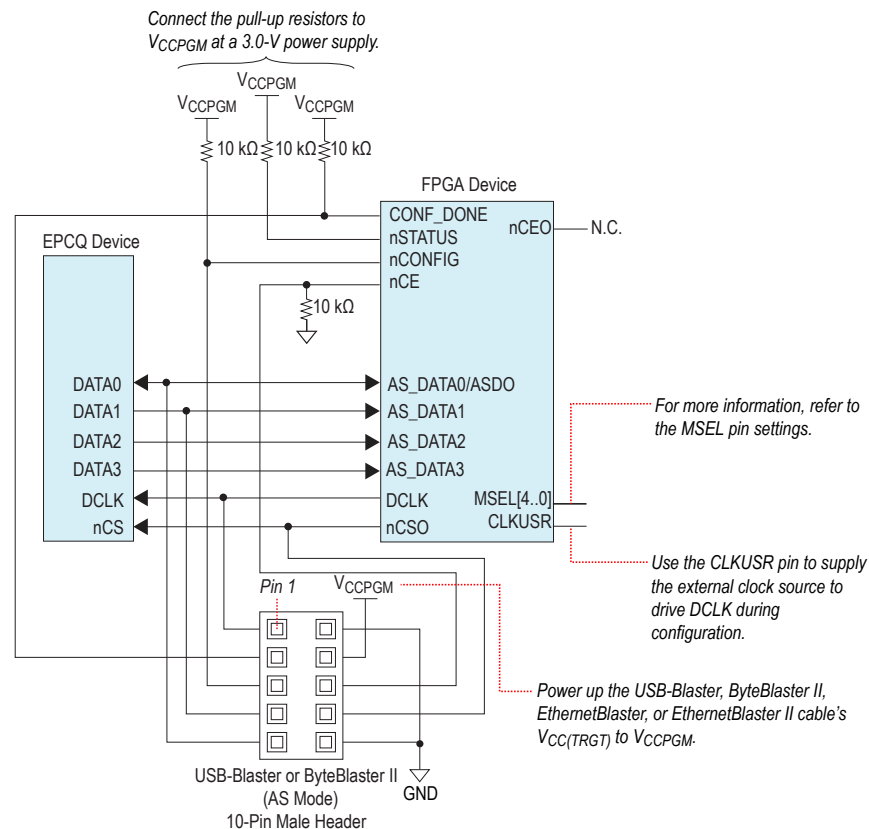 Connect the pull-up resistors to
VCCPGM at a 3.0-V power supply.
VCCPGM
VCCPGM
VCCPGM
10 kΩ
10 kΩ
10 kΩ
FPGA Device
CONF_DONE
nSTATUS
nCONFIG
nCE
nCEO
N.C.
EPCQ Device
10 kΩ
DATA0
DATA1
DATA2
DATA3
DCLK
nCS
AS_DATA0/ASDO
AS_DATA1
AS_DATA2
AS_DATA3
DCLK
nCSO
MSEL[4..0]
CLKUSR
For more information, refer to
the MSEL pin settings.
Use the CLKUSR pin to supply
the external clock source to
drive DCLK during
configuration.
Pin 1
VCCPGM
Power up the USB-Blaster, ByteBlaster II,
EthernetBlaster, or EthernetBlaster II cable's
VCC(TRGT) to VCCPGM.
USB-Blaster or ByteBlaster II
(AS Mode)
10-Pin Male Header
GND